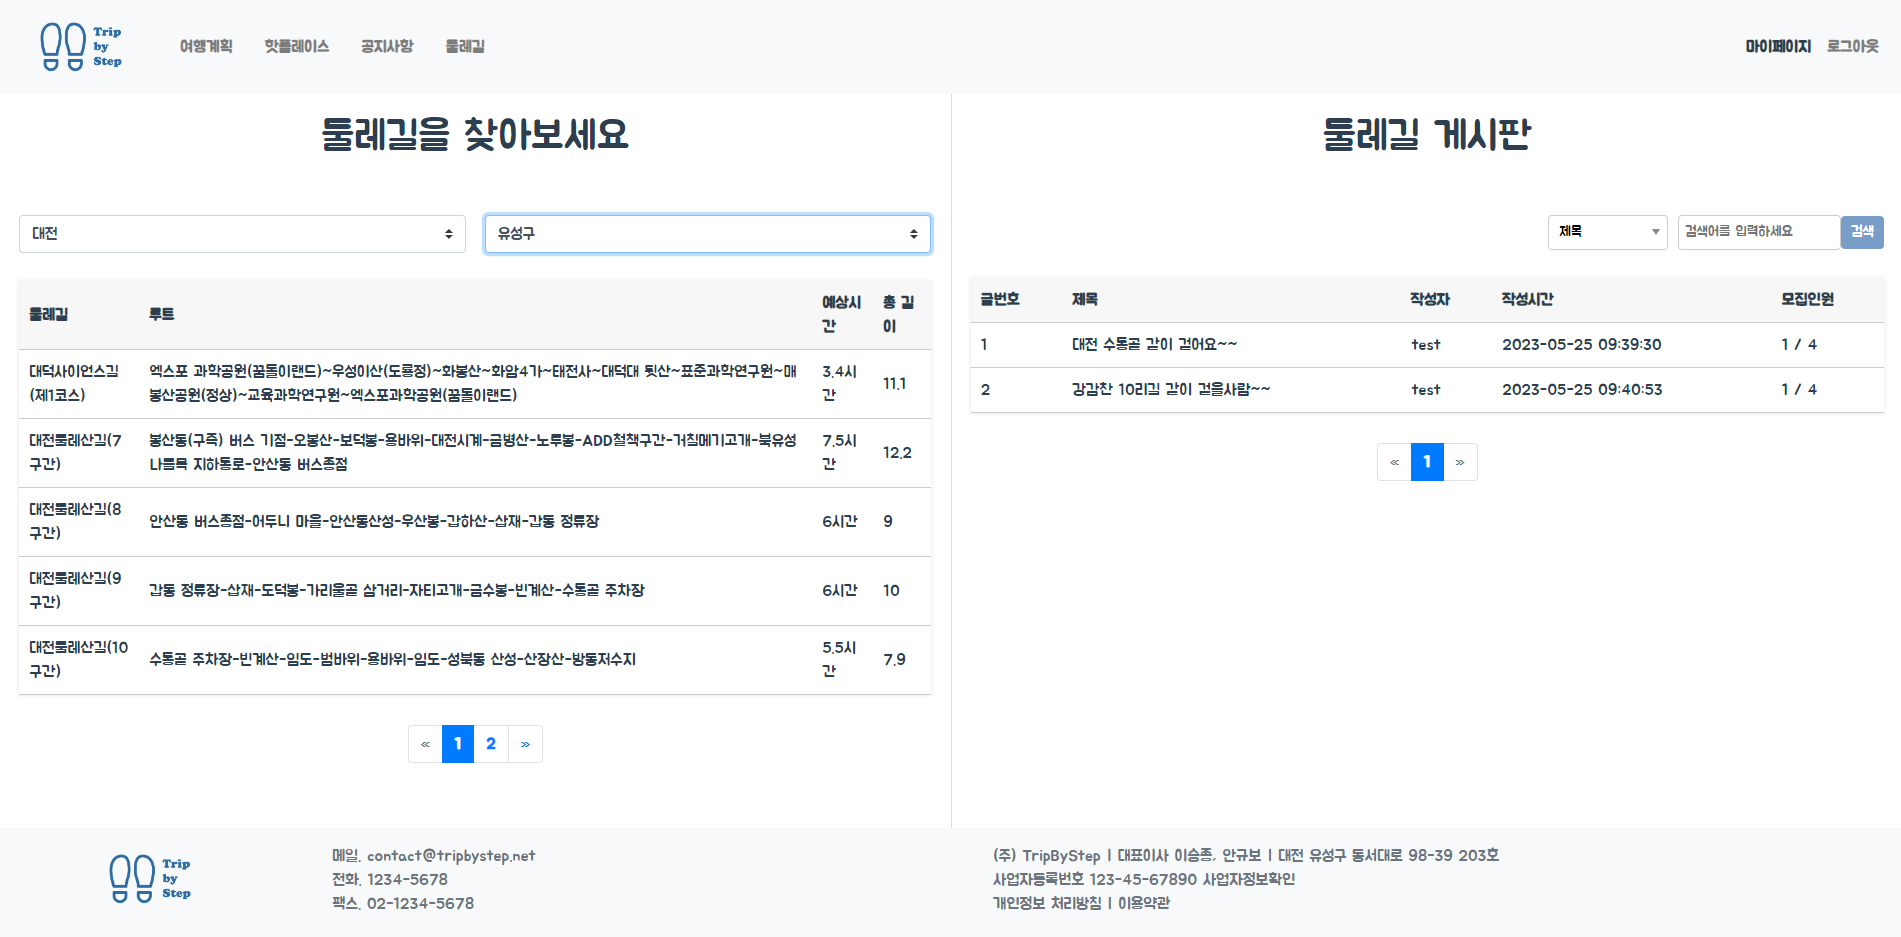 Trip
by
Step
여행계획 핫플레이스 공지사항 둘레길
마이페이지 로그아웃
둘레길을 찾아보세요
대전 유성구
둘레길 루트 예상시
간 총 길
이
대덕사이언스길
(제1코스) 엑스포 과학공원(꿈돌이랜드)~우성이산(도룡정)~화봉산~화암4가~태전사~대덕대 뒷산~표준과학연구원~매
봉산공원(정상)~교육과학연구원~엑스포과학공원(꿈돌이랜드) 3.4시
간 11.1
대전둘레산길(7
구간) 봉산동(구즉) 버스 기점-오봉산-보덕봉-용바위-대전시계-금병산-노루봉-ADD철책구간-거칠메기고개-북유성
나들목 지하통로-안산동 버스종점 7.5시
간 12.2
대전둘레산길(8
구간) 안산동 버스종점-어두니 마을-안산동산성-우산봉-갑하산-삽재-갑동 정류장 6시간 9
대전둘레산길(9
구간) 갑동 정류장-삽재-도덕봉-가리울골 삼거리-자티고개-금수봉-빈계산-수통골 주차장 6시간 10
대전둘레산길(10
구간) 수통골 주차장-빈계산-임도-범바위-용바위-임도-성북동 산성-산장산-방동저수지 5.5시
간 7.9
« 1 2 »
둘레길 게시판
제목 검색어를 입력하세요 검색
글번호 제목 작성자 작성시간 모집인원
1 대전 수통골 같이 걸어요~~ test 2023-05-25 09:39:30 1 / 4
2 강감찬 10리길 같이 걸을사람~~ test 2023-05-25 09:40:53 1 / 4
« 1 »
Trip
by
Step
메일. contact@tripbystep.net
전화. 1234-5678
팩스. 02-1234-5678
(주) TripByStep | 대표이사 이승종, 안규보 | 대전 유성구 동서대로 98-39 203호
사업자등록번호 123-45-67890 사업자정보확인
개인정보 처리방침 | 이용약관